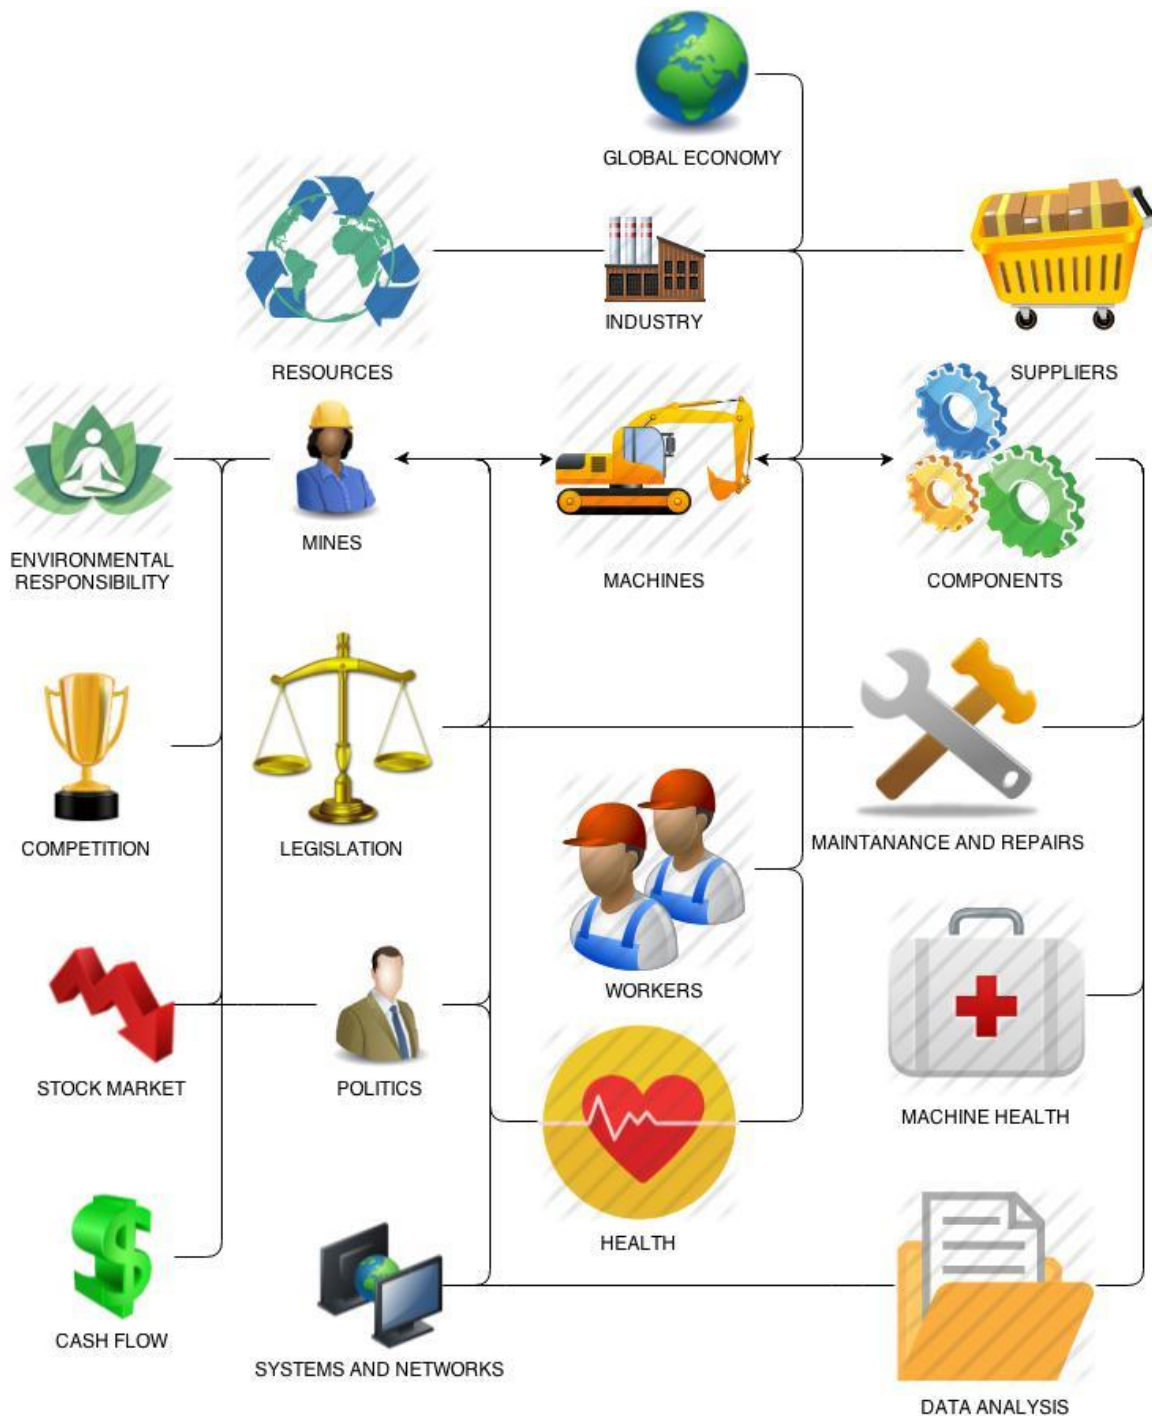 GLOBAL ECONOMY
RESOURCES
INDUSTRY
SUPPLIERS
ENVIRONMENTAL
RESPONSIBILITY
MINES
MACHINES
COMPONENTS
COMPETITION
LEGISLATION
MAINTANANCE AND REPAIRS
WORKERS
STOCK MARKET
POLITICS
MACHINE HEALTH
HEALTH
CASH FLOW
SYSTEMS AND NETWORKS
DATA ANALYSIS